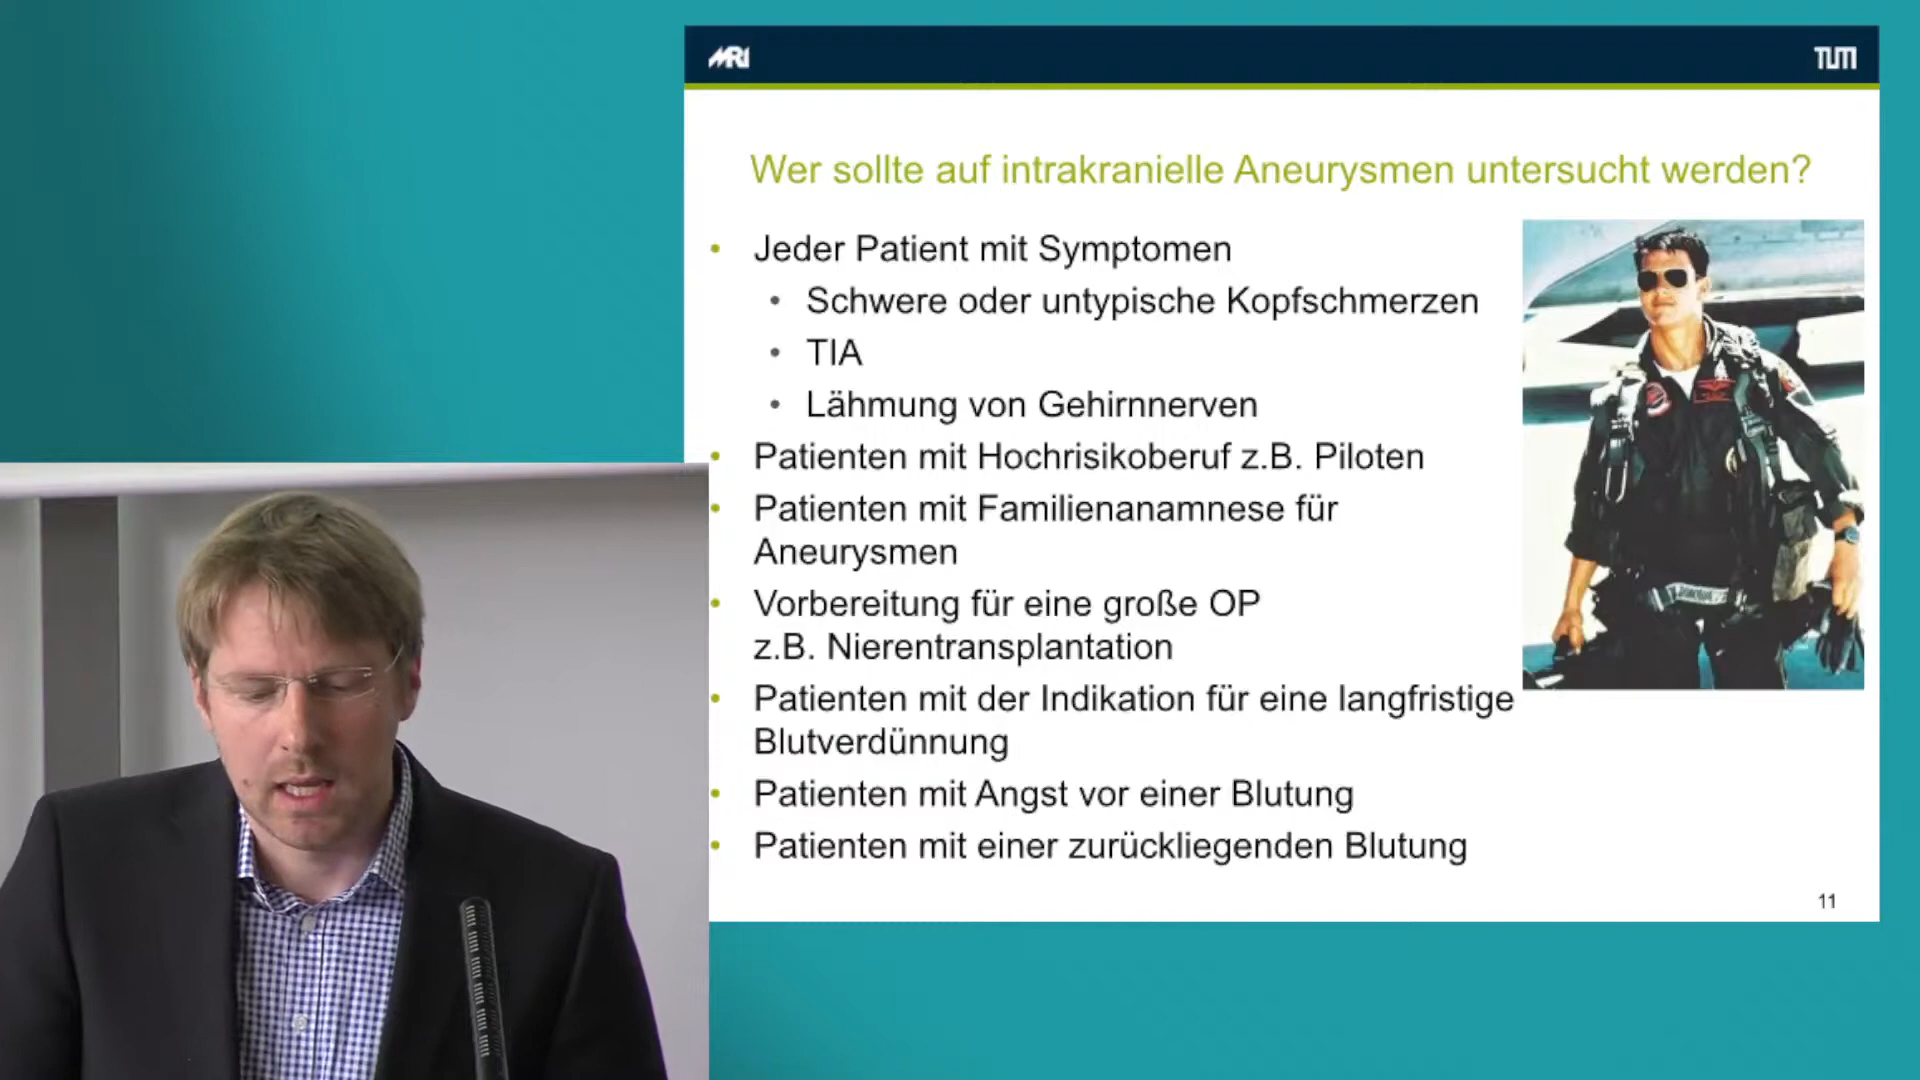 MRI
TUM
Wer sollte auf intrakranielle Aneurysmen untersucht werden?
• Jeder Patient mit Symptomen
• Schwere oder untypische Kopfschmerzen
• TIA
• Lähmung von Gehirnnerven
• Patienten mit Hochrisikoberuf z.B. Piloten
• Patienten mit Familienanamnese für
Aneurysmen
• Vorbereitung für eine große OP
z.B. Nierentransplantation
• Patienten mit der Indikation für eine langfristige
Blutverdünnung
• Patienten mit Angst vor einer Blutung
• Patienten mit einer zurückliegenden Blutung
11